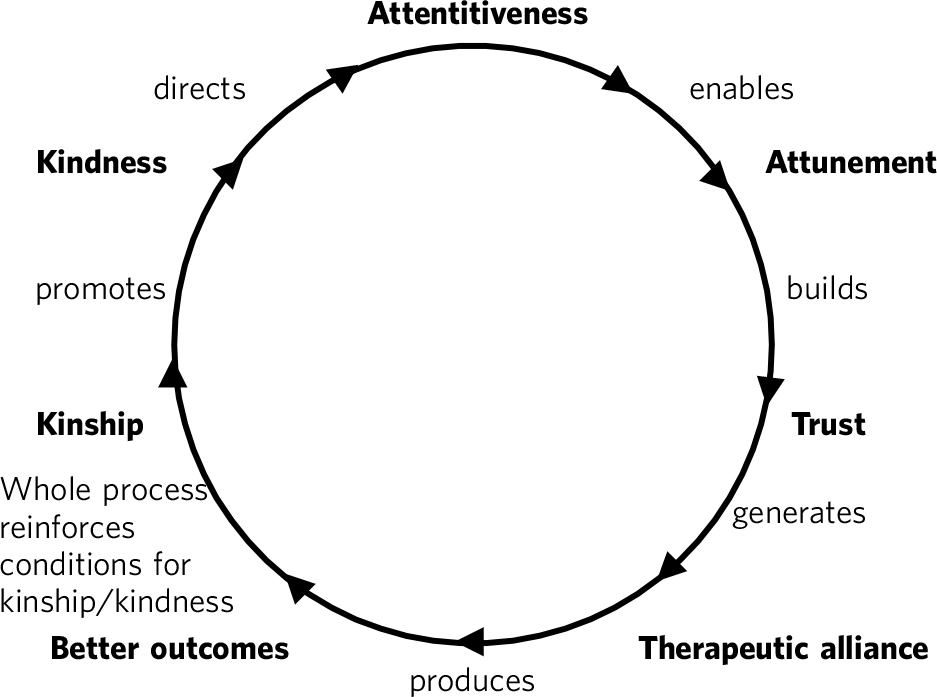 Attentitiveness
directs
enables
Kindness
Attunement
promotes
builds
Kinship
Trust
Whole process
reinforces
conditions for
kinship/kindness
generates
Better outcomes
Therapeutic alliance
produces